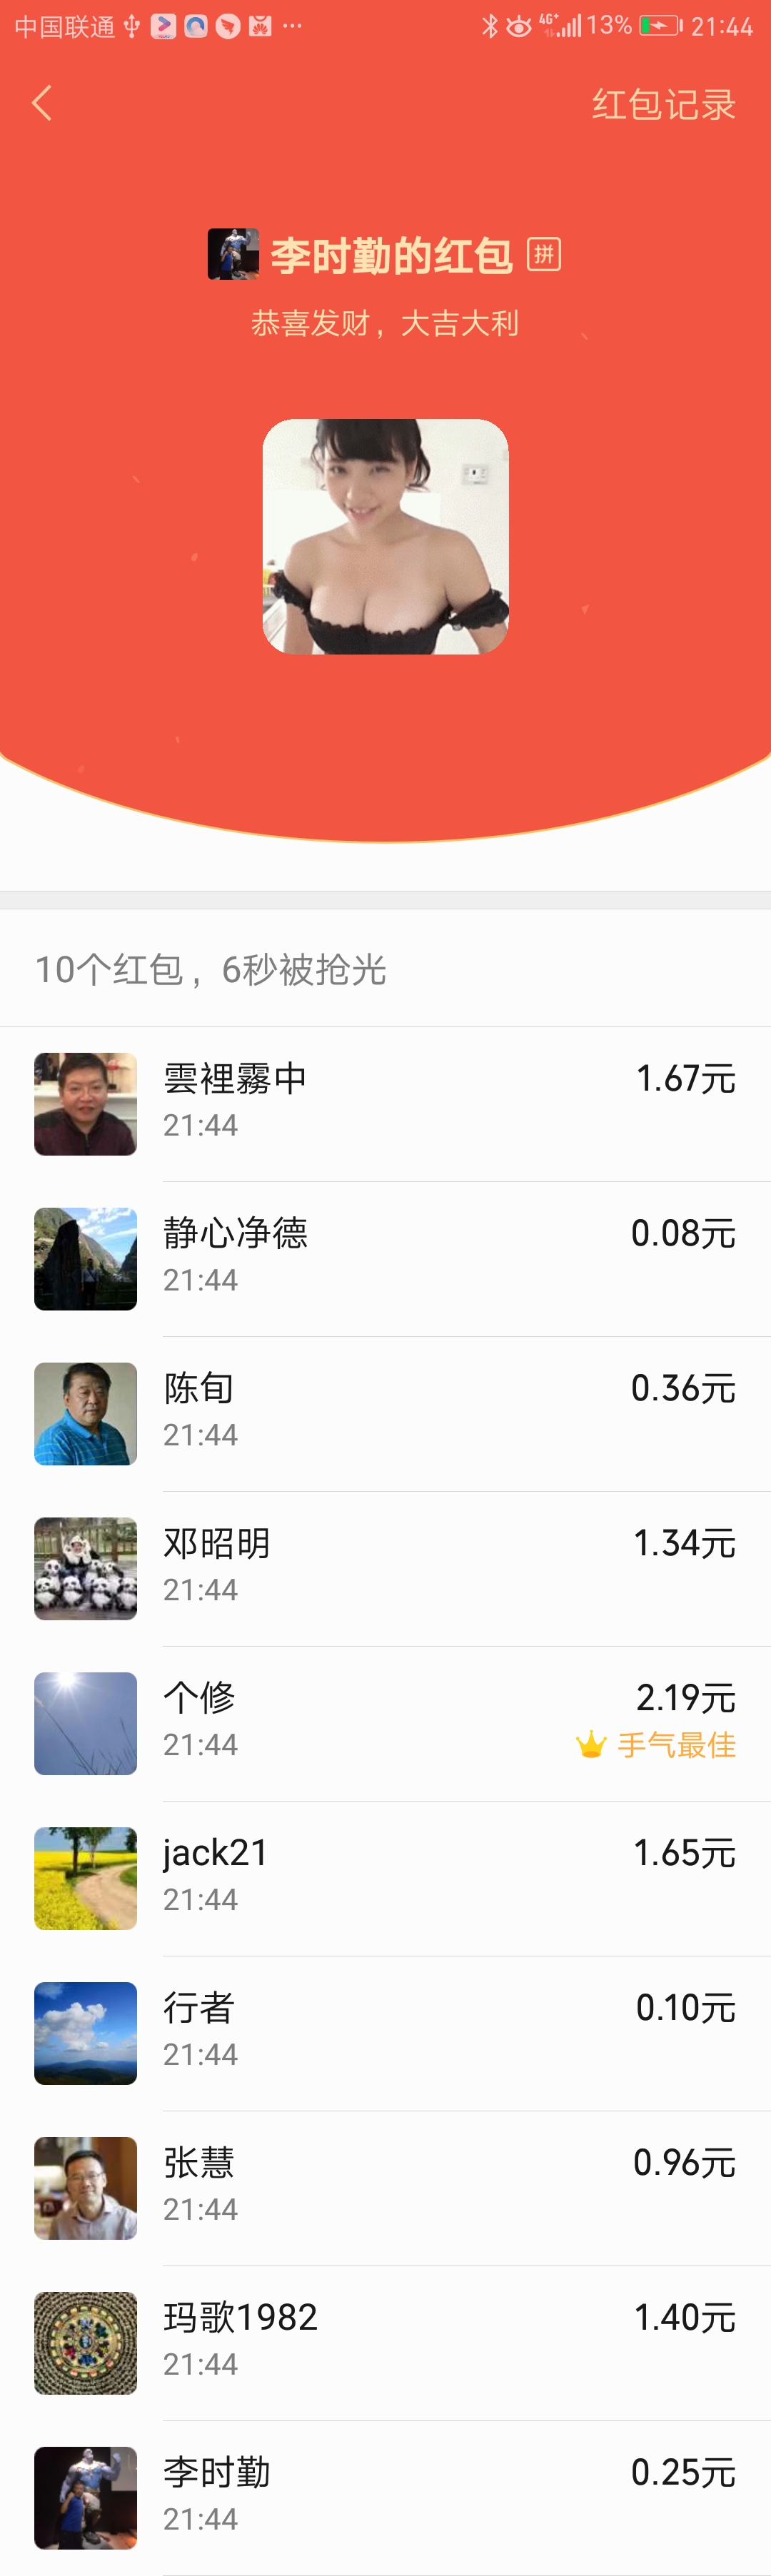 中国联通 ··· 4G+ 13% 21:44
红包记录
李时勤的红包 拼
恭喜发财，大吉大利
10个红包，6秒被抢光
雲裡霧中 1.67元
21:44
静心净德 0.08元
21:44
陈旬 0.36元
21:44
邓昭明 1.34元
21:44
个修 2.19元
21:44 手气最佳
jack21 1.65元
21:44
行者 0.10元
21:44
张慧 0.96元
21:44
玛歌1982 1.40元
21:44
李时勤 0.25元
21:44